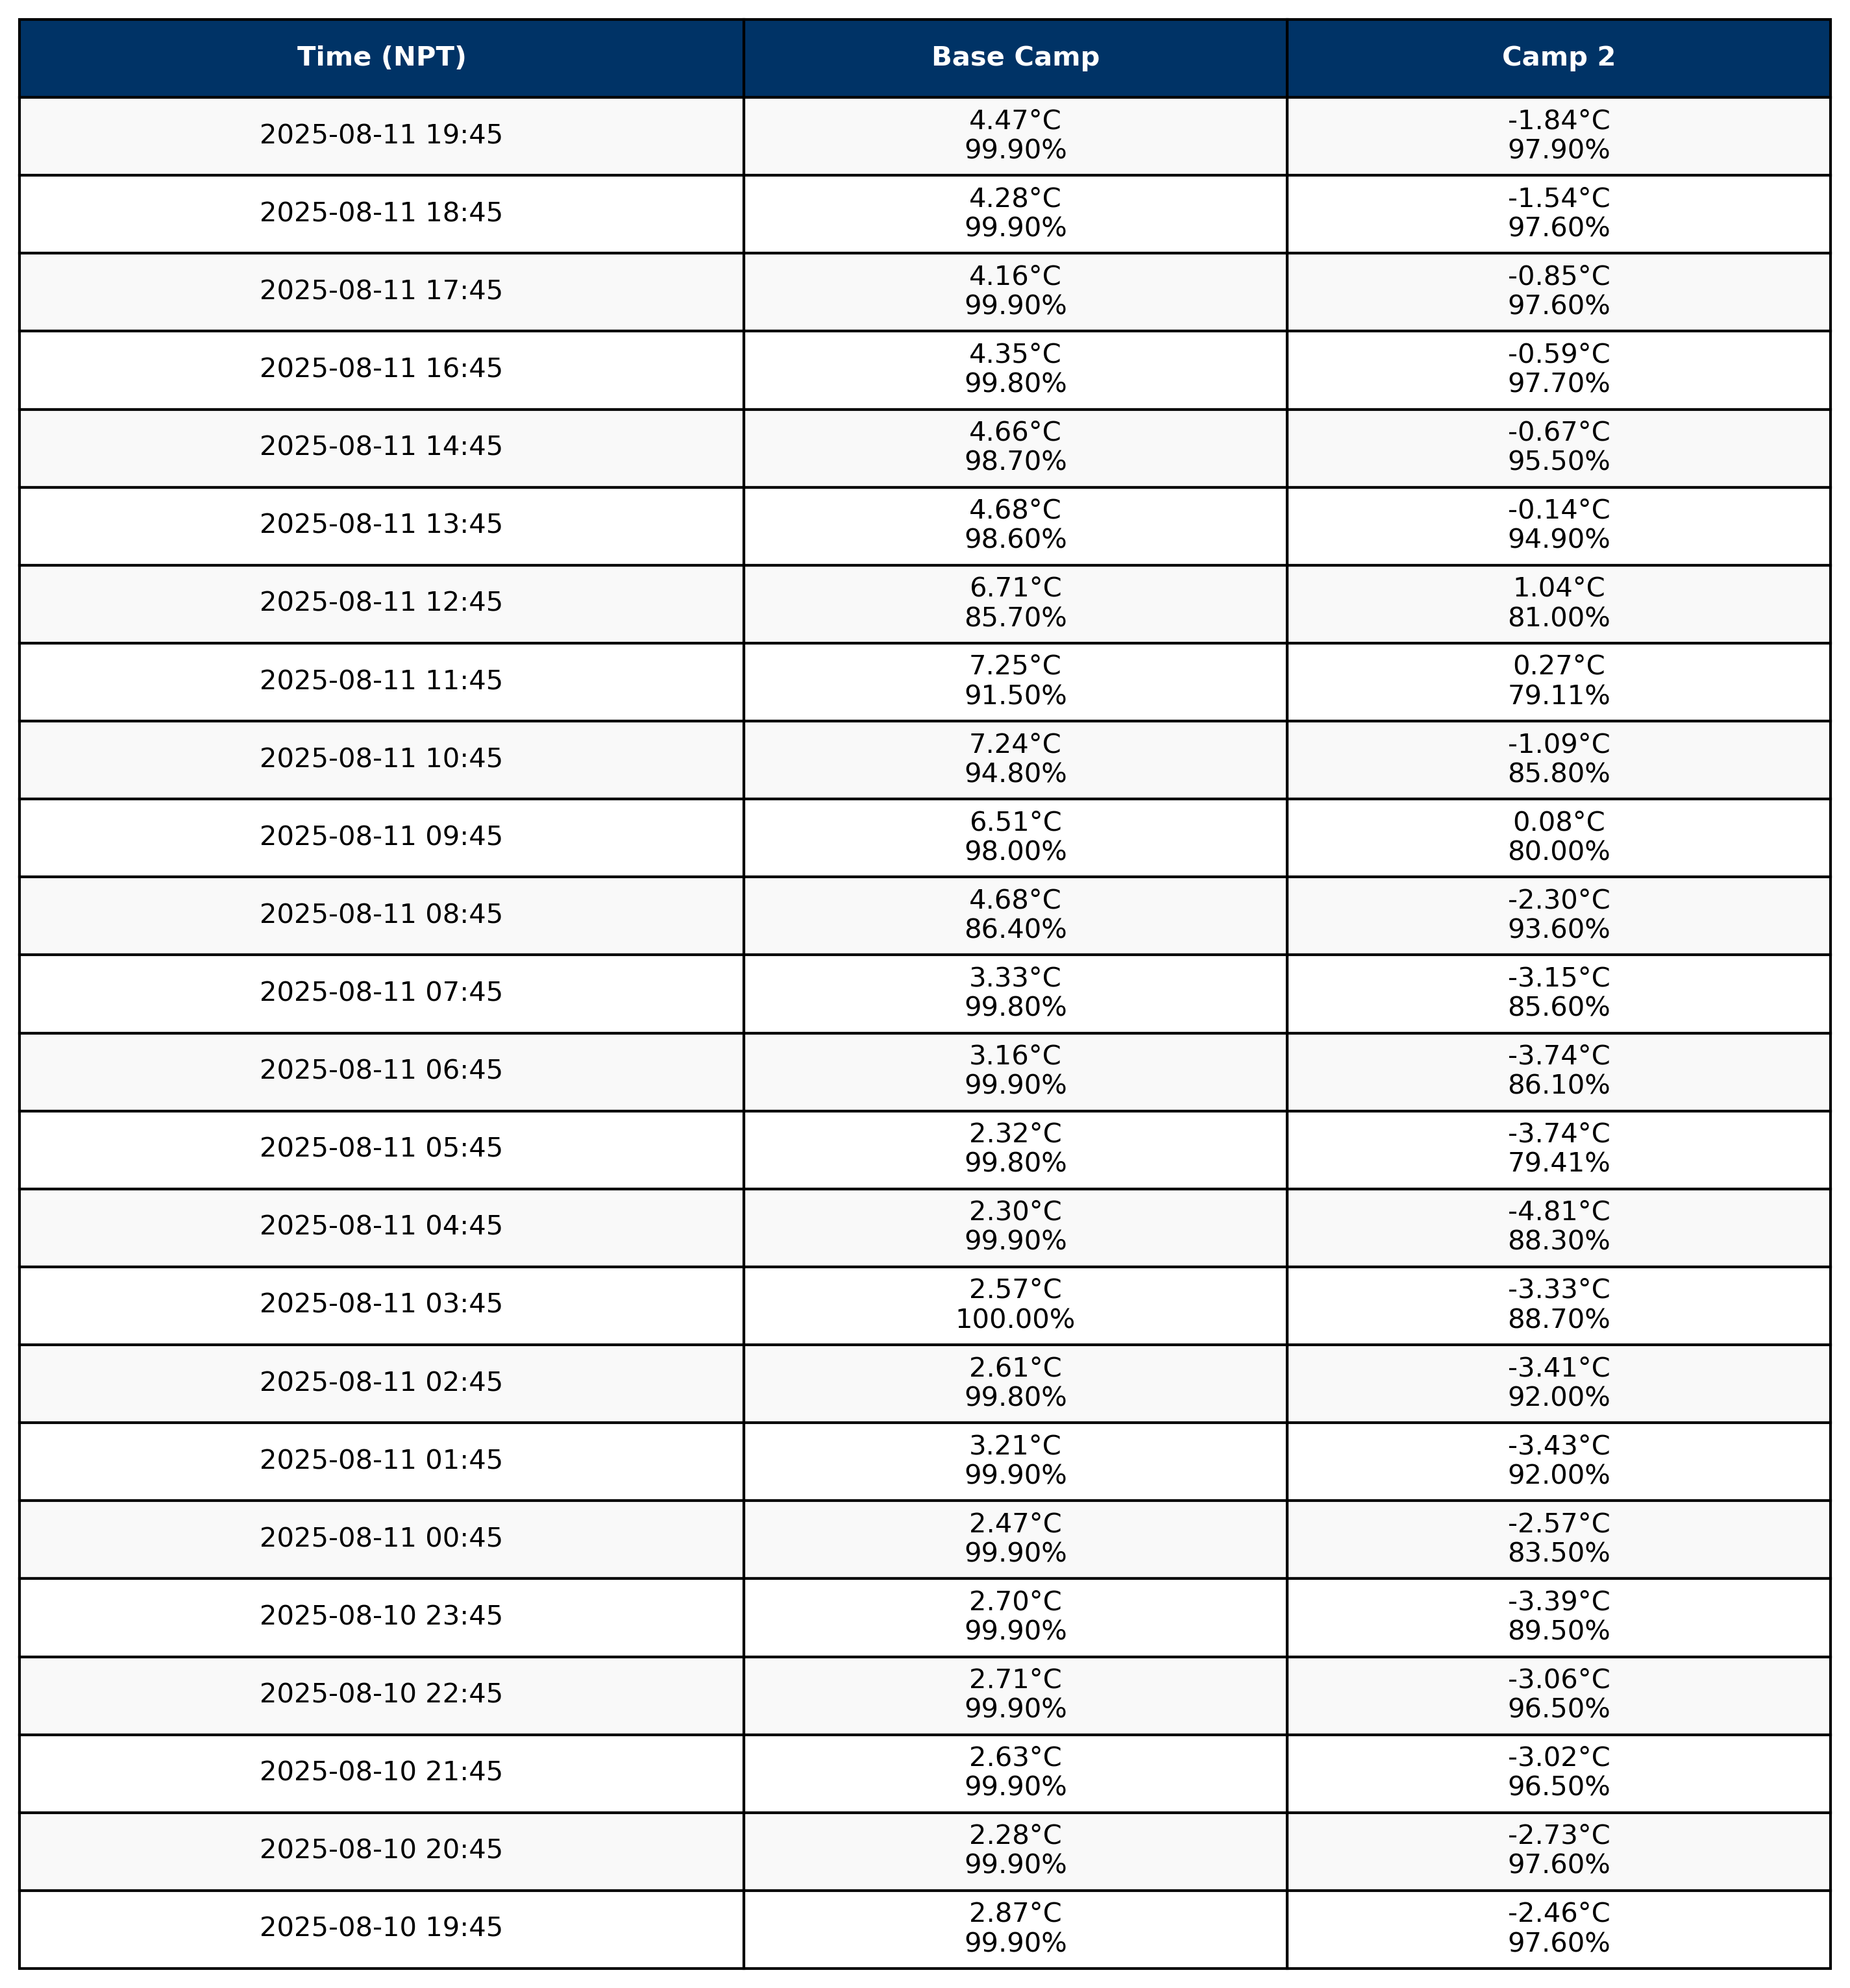 Time (NPT) Base Camp Camp 2
2025-08-11 19:45 4.47°C -1.84°C
99.90% 97.90%
2025-08-11 18:45 4.28°C -1.54°C
99.90% 97.60%
2025-08-11 17:45 4.16°C -0.85°C
99.90% 97.60%
2025-08-11 16:45 4.35°C -0.59°C
99.80% 97.70%
2025-08-11 14:45 4.66°C -0.67°C
98.70% 95.50%
2025-08-11 13:45 4.68°C -0.14°C
98.60% 94.90%
2025-08-11 12:45 6.71°C 1.04°C
85.70% 81.00%
2025-08-11 11:45 7.25°C 0.27°C
91.50% 79.11%
2025-08-11 10:45 7.24°C -1.09°C
94.80% 85.80%
2025-08-11 09:45 6.51°C 0.08°C
98.00% 80.00%
2025-08-11 08:45 4.68°C -2.30°C
86.40% 93.60%
2025-08-11 07:45 3.33°C -3.15°C
99.80% 85.60%
2025-08-11 06:45 3.16°C -3.74°C
99.90% 86.10%
2025-08-11 05:45 2.32°C -3.74°C
99.80% 79.41%
2025-08-11 04:45 2.30°C -4.81°C
99.90% 88.30%
2025-08-11 03:45 2.57°C -3.33°C
100.00% 88.70%
2025-08-11 02:45 2.61°C -3.41°C
99.80% 92.00%
2025-08-11 01:45 3.21°C -3.43°C
99.90% 92.00%
2025-08-11 00:45 2.47°C -2.57°C
99.90% 83.50%
2025-08-10 23:45 2.70°C -3.39°C
99.90% 89.50%
2025-08-10 22:45 2.71°C -3.06°C
99.90% 96.50%
2025-08-10 21:45 2.63°C -3.02°C
99.90% 96.50%
2025-08-10 20:45 2.28°C -2.73°C
99.90% 97.60%
2025-08-10 19:45 2.87°C -2.46°C
99.90% 97.60%